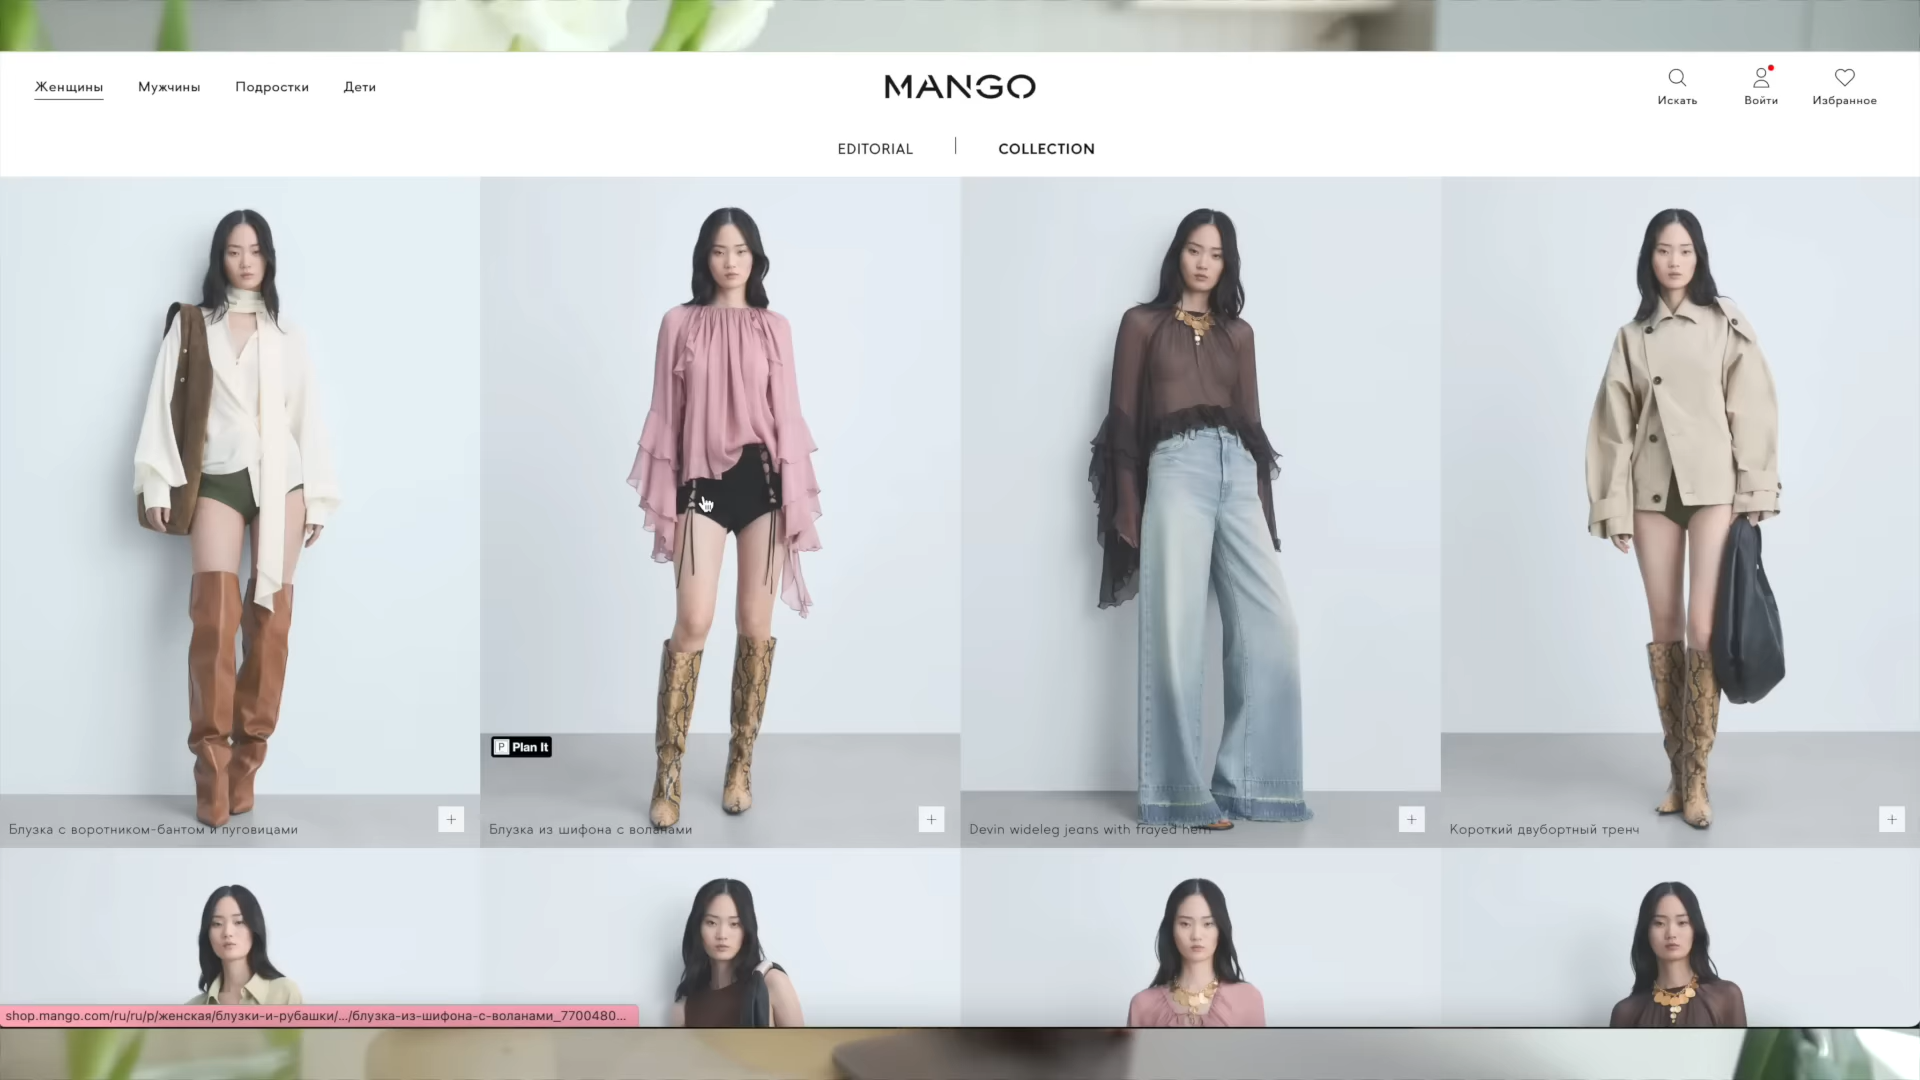 Женщины Мужчины Подростки Дети
MANGO
Искать Войти Избранное
EDITORIAL | COLLECTION
P Plan It
Блузка с воротником-бантом и пуговицами
Блузка из шифона с воланами
Devin wideleg jeans with frayed hem
Короткий двубортный тренч
shop.mango.com/ru/ru/p/женская/блузки-и-рубашки/.../блузка-из-шифона-с-воланами_7700480...